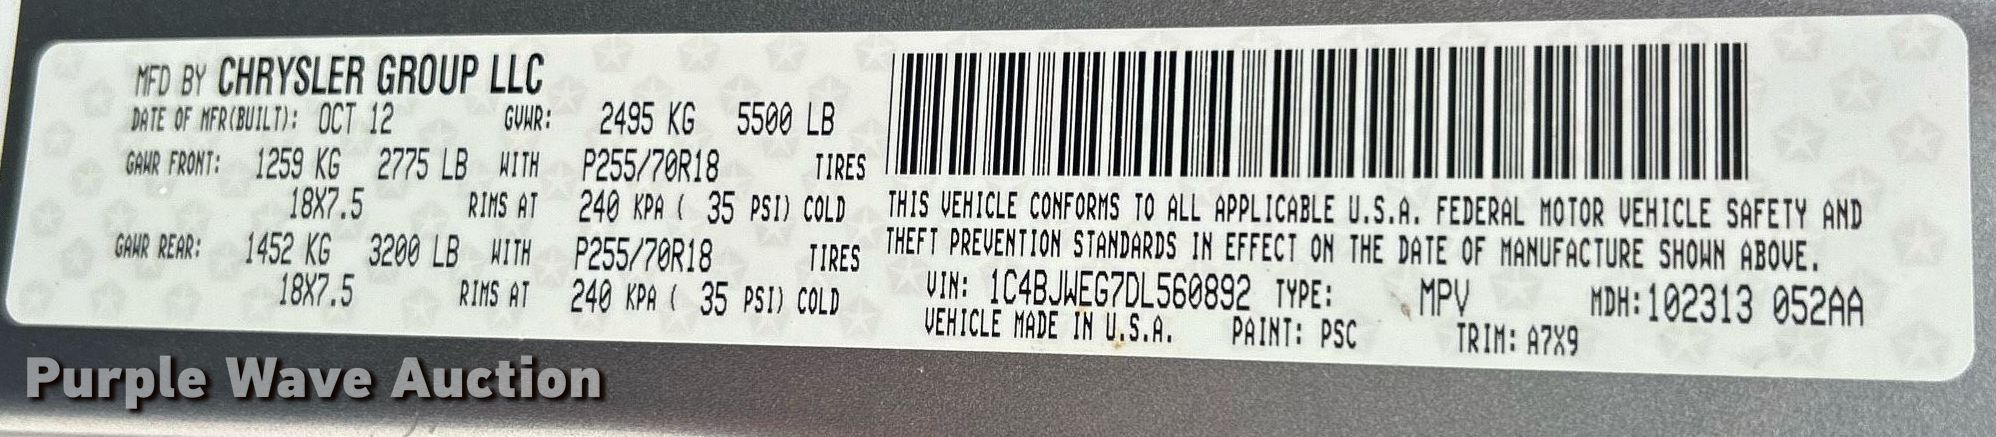 MFD BY CHRYSLER GROUP LLC
DATE OF MFR(BUILT): OCT 12 GVWR: 2495 KG 5500 LB
GAWR FRONT: 1259 KG 2775 LB WITH P255/70R18 TIRES
18X7.5 RIMS AT 240 KPA ( 35 PSI) COLD
GAWR REAR: 1452 KG 3200 LB WITH P255/70R18 TIRES
18X7.5 RIMS AT 240 KPA ( 35 PSI) COLD
THIS VEHICLE CONFORMS TO ALL APPLICABLE U.S.A. FEDERAL MOTOR VEHICLE SAFETY AND
THEFT PREVENTION STANDARDS IN EFFECT ON THE DATE OF MANUFACTURE SHOWN ABOVE.
VIN: 1C4BJWEG7DL560892 TYPE: MPV MDH:102313 052AA
VEHICLE MADE IN U.S.A. PAINT: PSC TRIM: A7X9
Purple Wave Auction